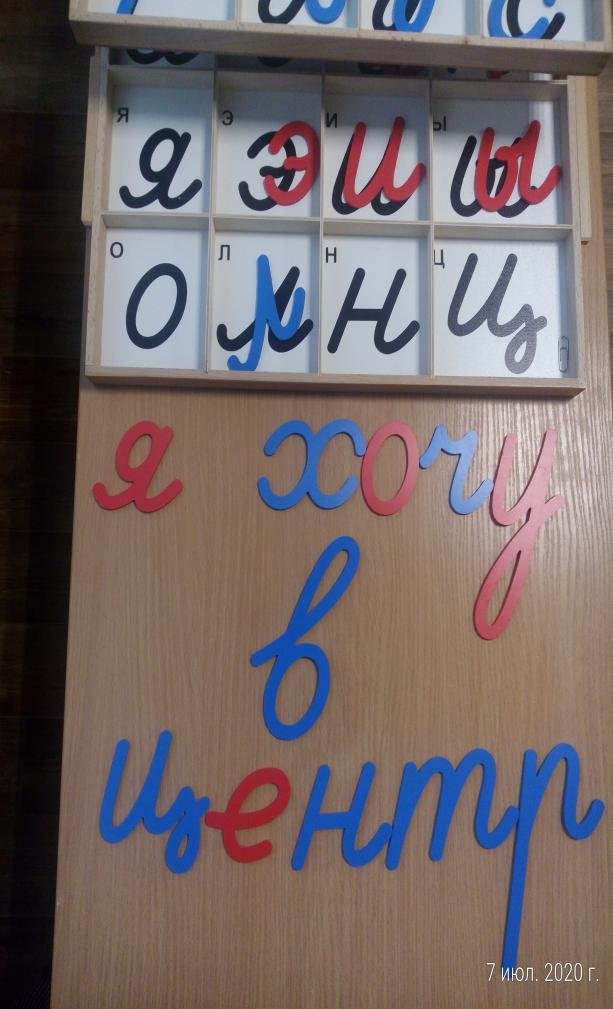 я э и ы
я э и ы
о л н ц
о л н ц
я хочу
в
центр
7 июл. 2020 г.